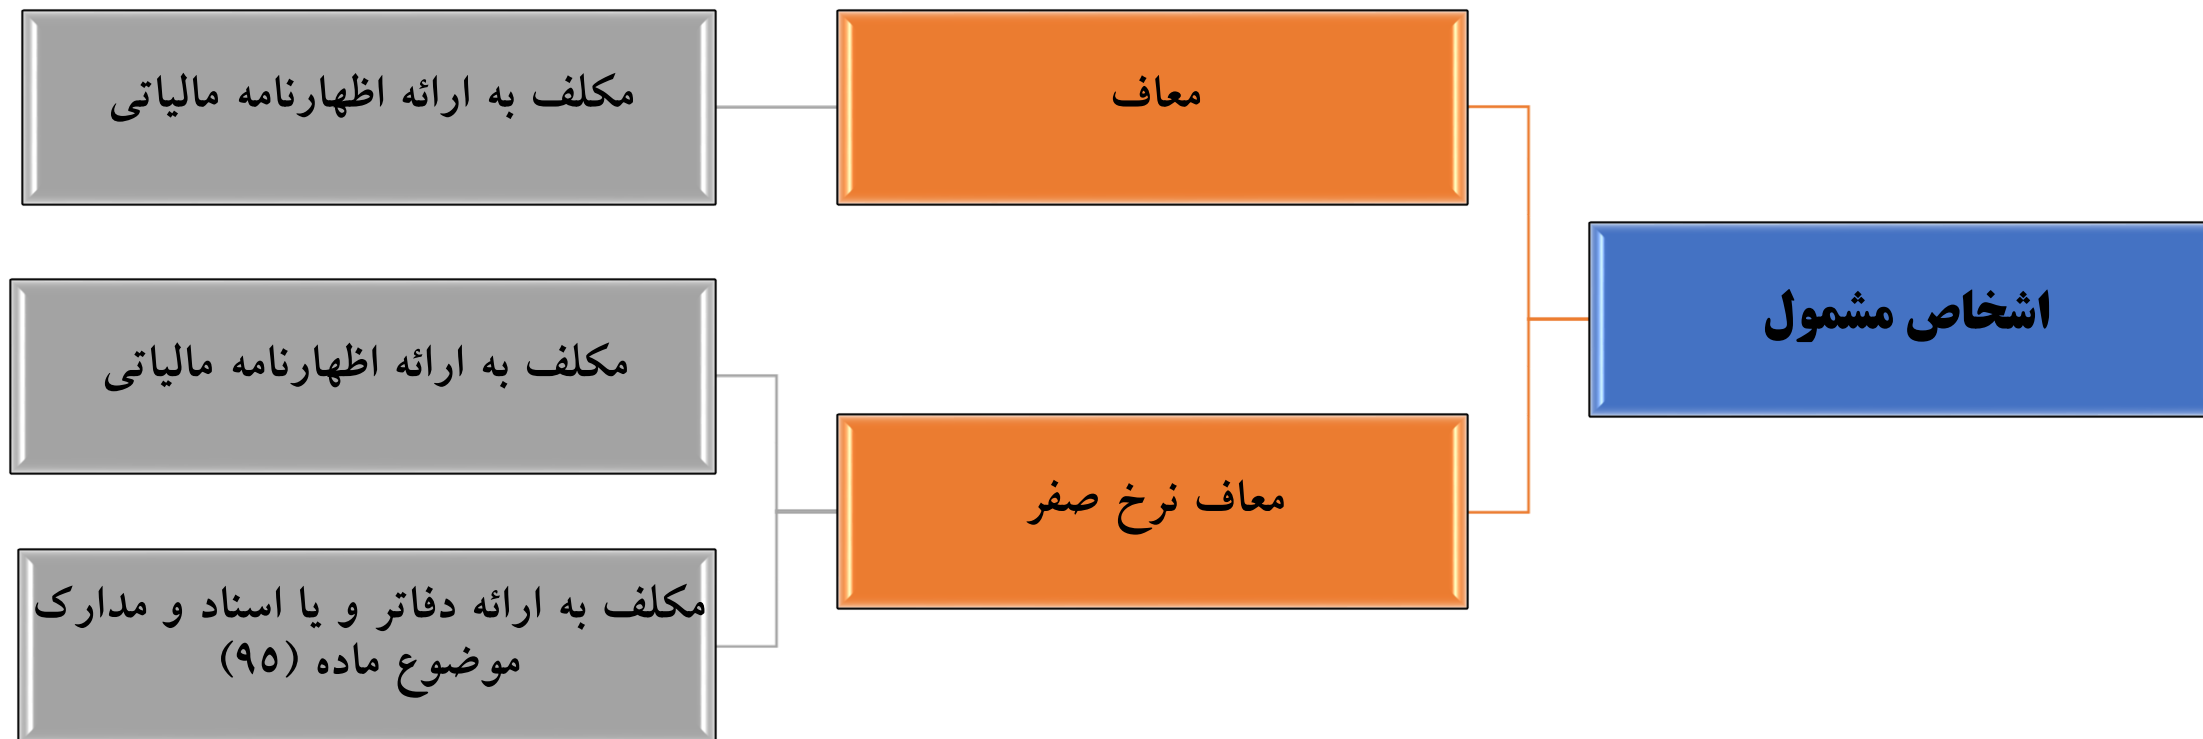 اشخاص مشمول
معاف
مکلف به ارائه اظهارنامه مالیاتی
معاف نرخ صفر
مکلف به ارائه اظهارنامه مالیاتی
مکلف به ارائه دفاتر و یا اسناد و مدارک
موضوع ماده (۹۵)